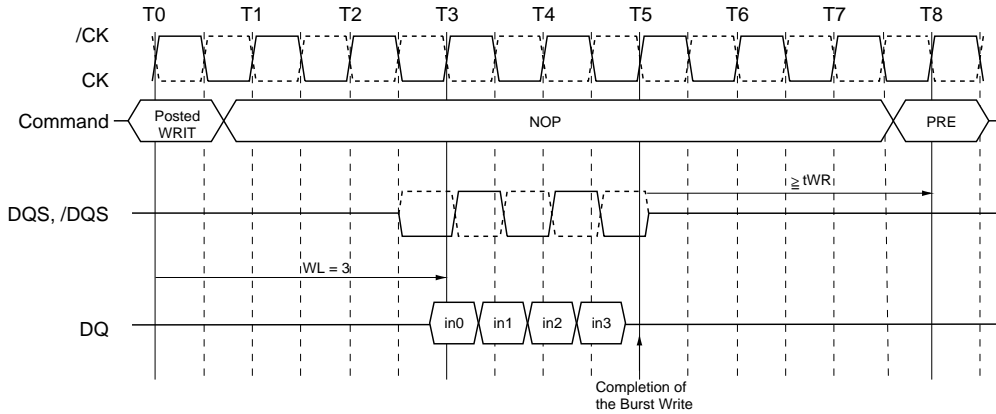 T0 T1 T2 T3 T4 T5 T6 T7 T8
/CK
CK
Command
Posted
WRIT
NOP
PRE
≧ tWR
DQS, /DQS
WL = 3
DQ
in0 in1 in2 in3
Completion of
the Burst Write